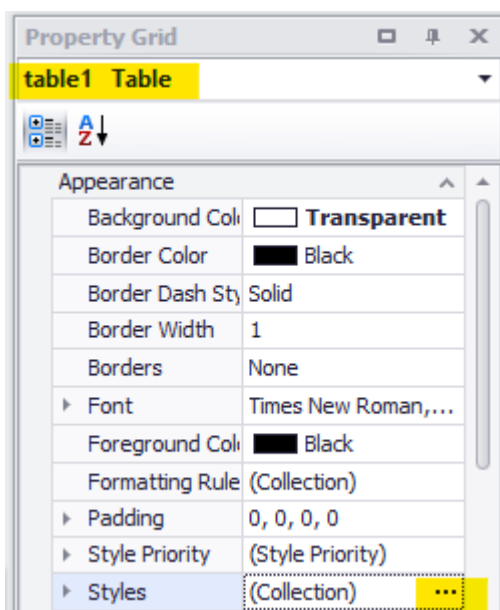 Property Grid
table1 Table
A
Z
Appearance
Background Col Transparent
Border Color Black
Border Dash Sty Solid
Border Width 1
Borders None
Font Times New Roman,...
Foreground Col Black
Formatting Rule (Collection)
Padding 0, 0, 0, 0
Style Priority (Style Priority)
Styles (Collection) ...